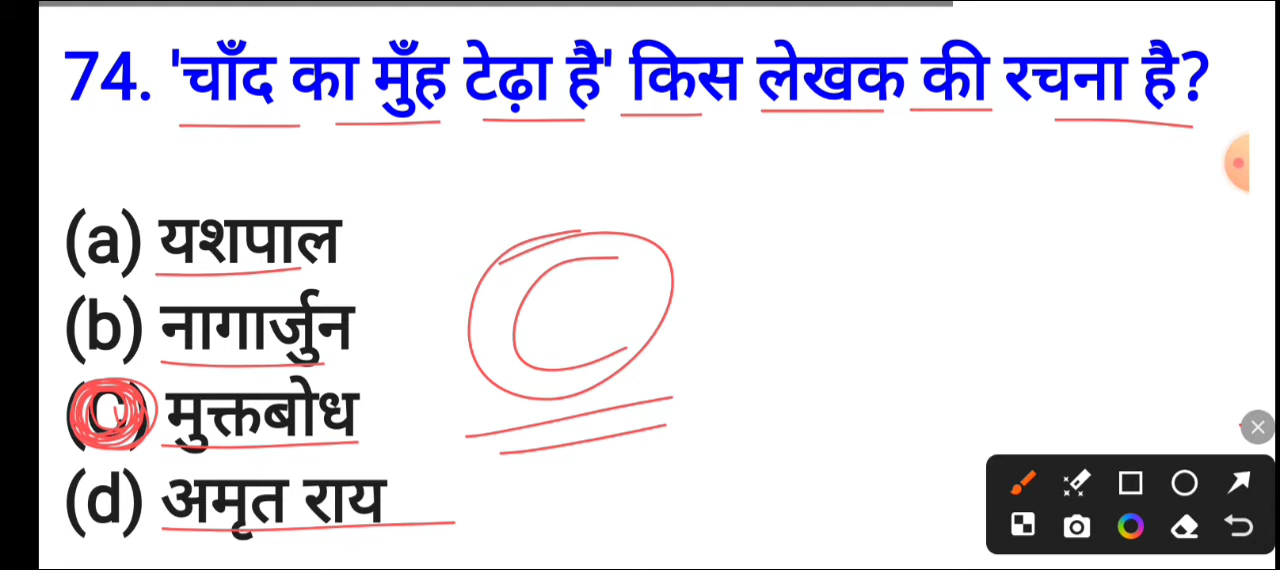 74. 'चाँद का मुँह टेढ़ा है' किस लेखक की रचना है?
(a) यशपाल
(b) नागार्जुन
(C) मुक्तबोध
C
(d) अमृत राय